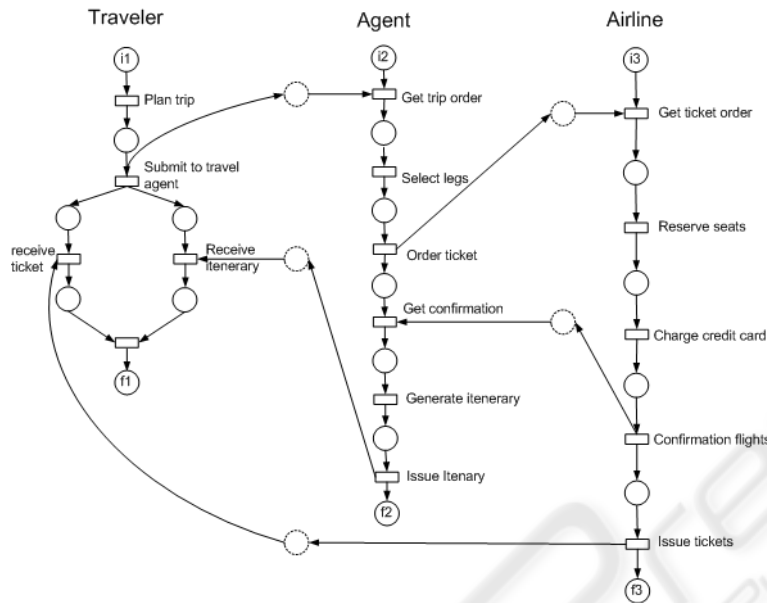 Traveler
Agent
Airline
i1
i2
i3
Plan trip
Get trip order
Get ticket order
Submit to travel
agent
Select legs
Reserve seats
receive
ticket
Receive
itenerary
Order ticket
Get confirmation
Charge credit card
f1
Generate itenerary
Confirmation flights
Issue Itenary
f2
Issue tickets
f3